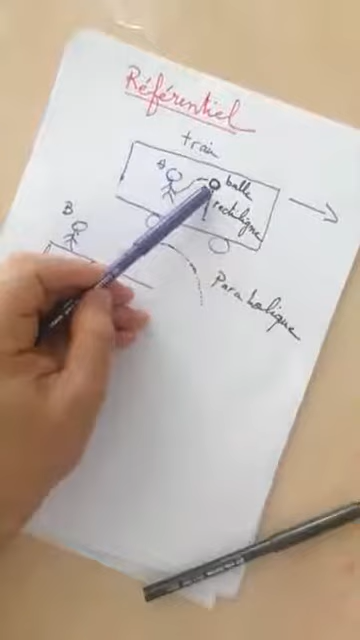 Référentiel
train
balle
rectiligne
B
Parabolique